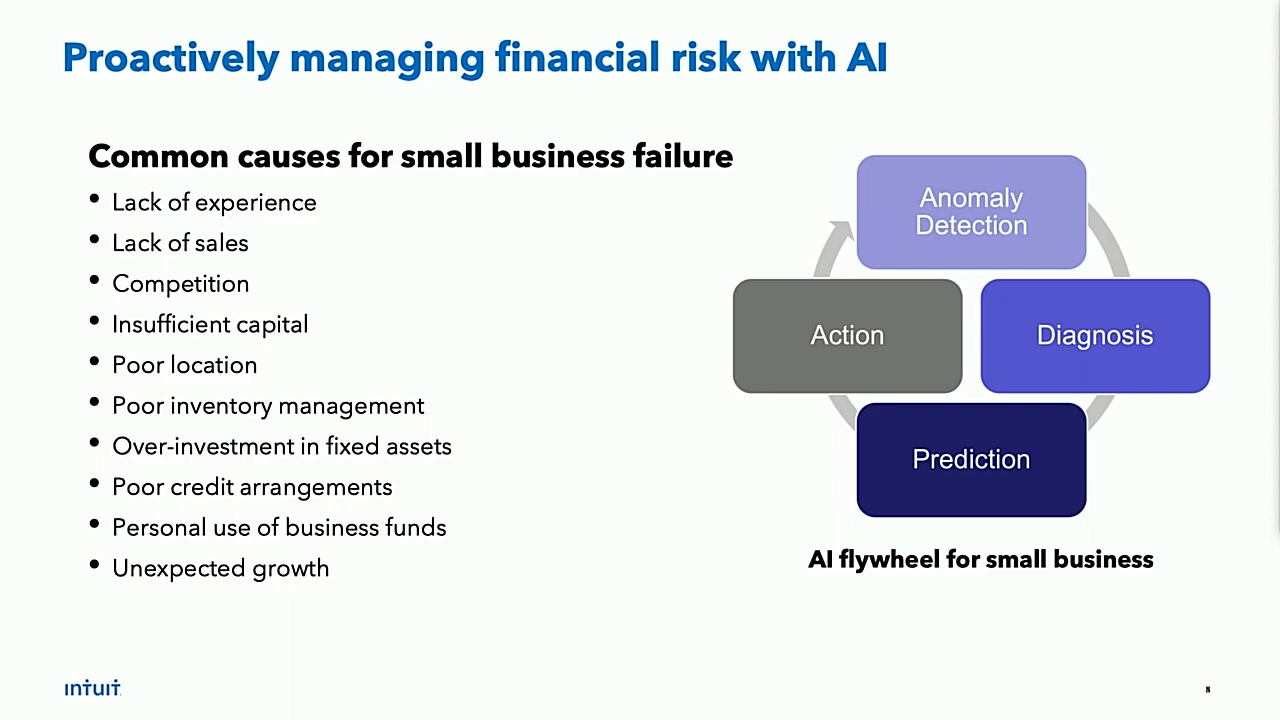 Proactively managing financial risk with AI
Common causes for small business failure
• Lack of experience
• Lack of sales
• Competition
• Insufficient capital
• Poor location
• Poor inventory management
• Over-investment in fixed assets
• Poor credit arrangements
• Personal use of business funds
• Unexpected growth
Anomaly
Detection
Action
Diagnosis
Prediction
AI flywheel for small business
ıntuıt
8